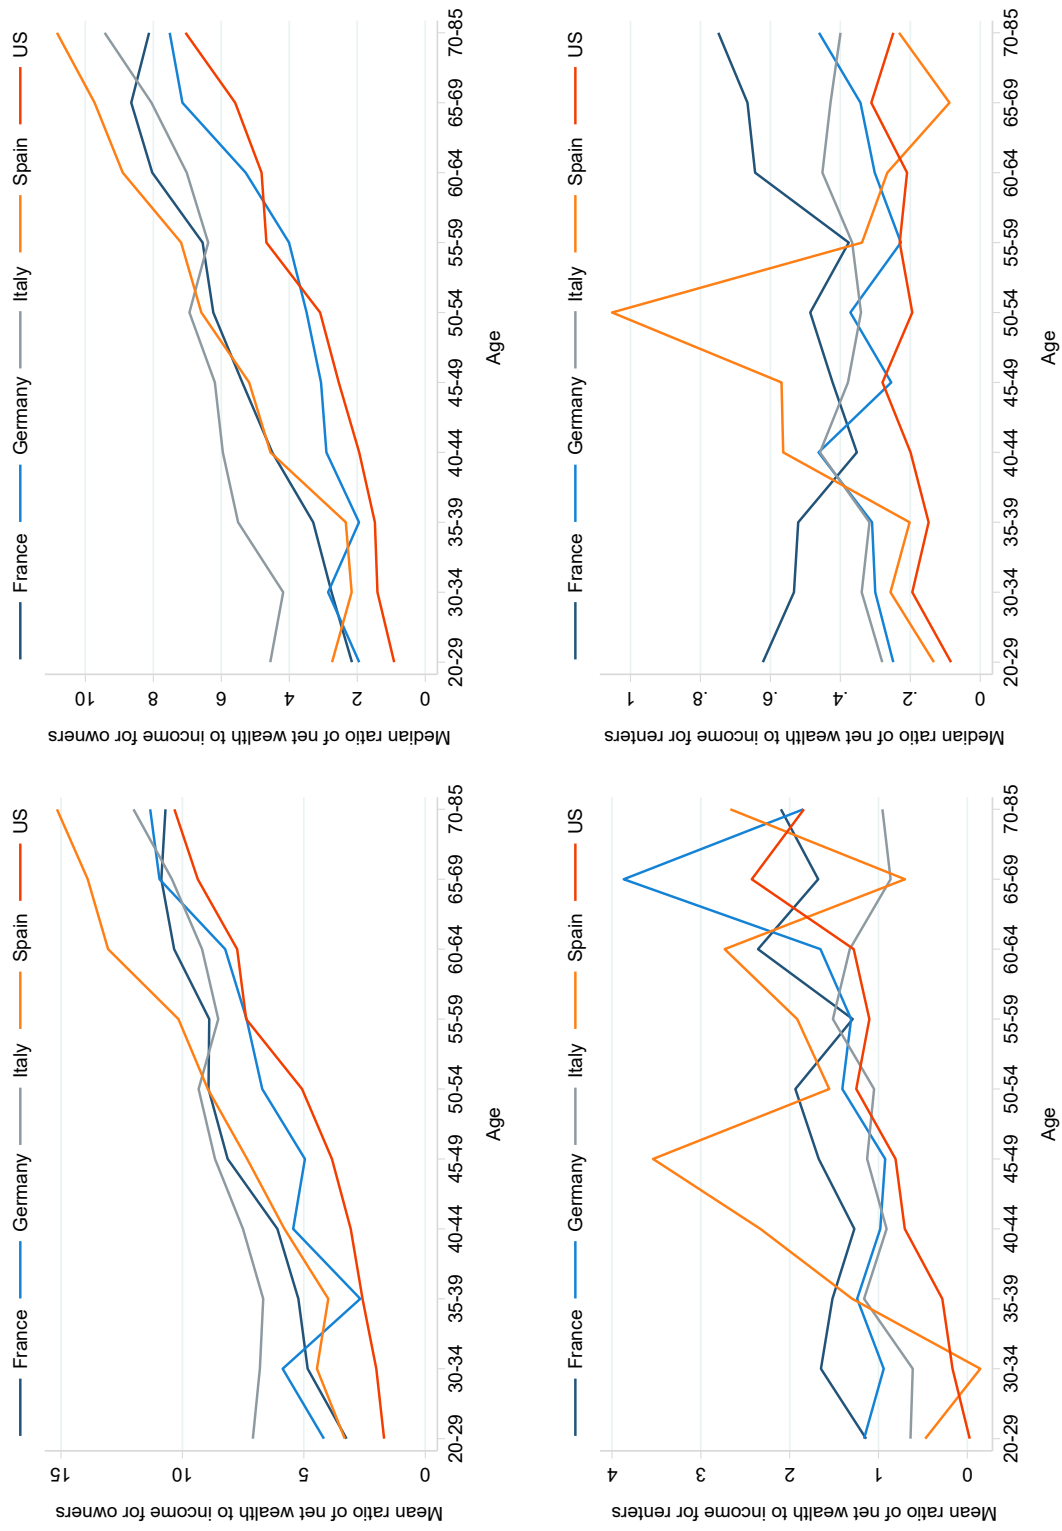 France Germany Italy Spain US
Mean ratio of net wealth to income for owners
15
10
5
0
20-29 30-34 35-39 40-44 45-49 50-54 55-59 60-64 65-69 70-85
Age
France Germany Italy Spain US
Median ratio of net wealth to income for owners
10
8
6
4
2
0
20-29 30-34 35-39 40-44 45-49 50-54 55-59 60-64 65-69 70-85
Age
France Germany Italy Spain US
Mean ratio of net wealth to income for renters
4
3
2
1
0
20-29 30-34 35-39 40-44 45-49 50-54 55-59 60-64 65-69 70-85
Age
France Germany Italy Spain US
Median ratio of net wealth to income for renters
1
.8
.6
.4
.2
0
20-29 30-34 35-39 40-44 45-49 50-54 55-59 60-64 65-69 70-85
Age